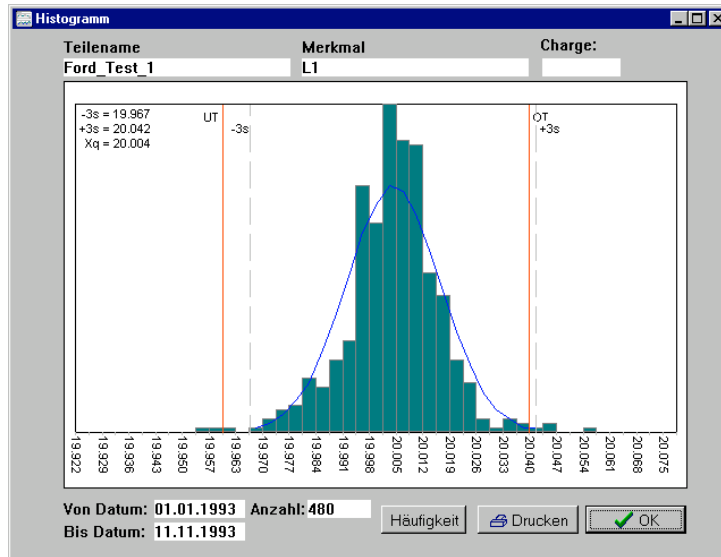 Histogramm
Teilename Merkmal Charge:
Ford_Test_1 L1
-3s = 19.967
+3s = 20.042
Xq = 20.004
UT
-3s
OT
+3s
19.922 19.929 19.936 19.943 19.950 19.957 19.963 19.970 19.977 19.984 19.991 19.998 20.005 20.012 20.019 20.026 20.033 20.040 20.047 20.054 20.061 20.068 20.075
Von Datum: 01.01.1993 Anzahl: 480
Bis Datum: 11.11.1993
Häufigkeit Drucken OK